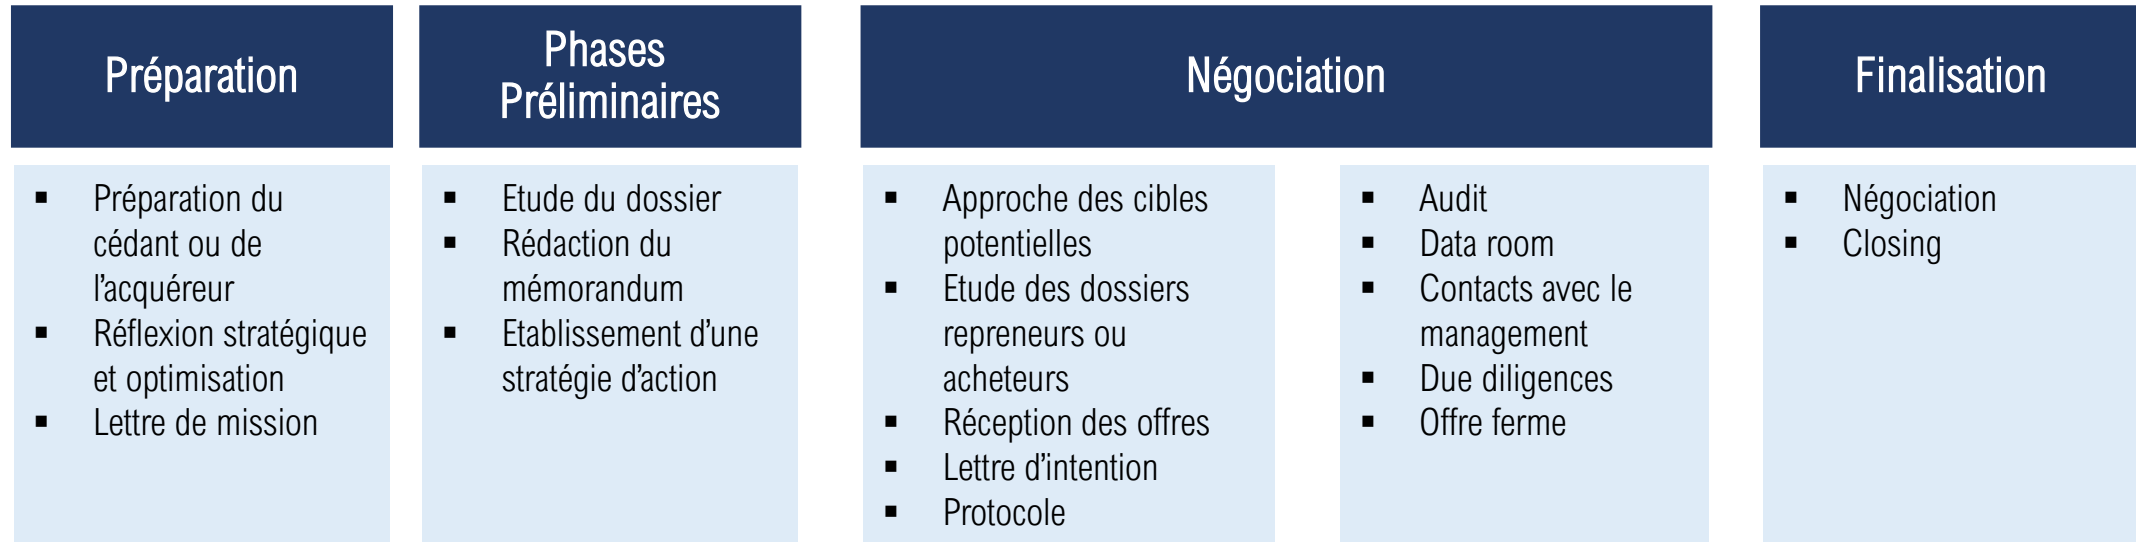 Préparation
▪ Préparation du
cédant ou de
l’acquéreur
▪ Réflexion stratégique
et optimisation
▪ Lettre de mission
Phases
Préliminaires
▪ Etude du dossier
▪ Rédaction du
mémorandum
▪ Etablissement d’une
stratégie d’action
Négociation
▪ Approche des cibles
potentielles
▪ Etude des dossiers
repreneurs ou
acheteurs
▪ Réception des offres
▪ Lettre d’intention
▪ Protocole
▪ Audit
▪ Data room
▪ Contacts avec le
management
▪ Due diligences
▪ Offre ferme
Finalisation
▪ Négociation
▪ Closing